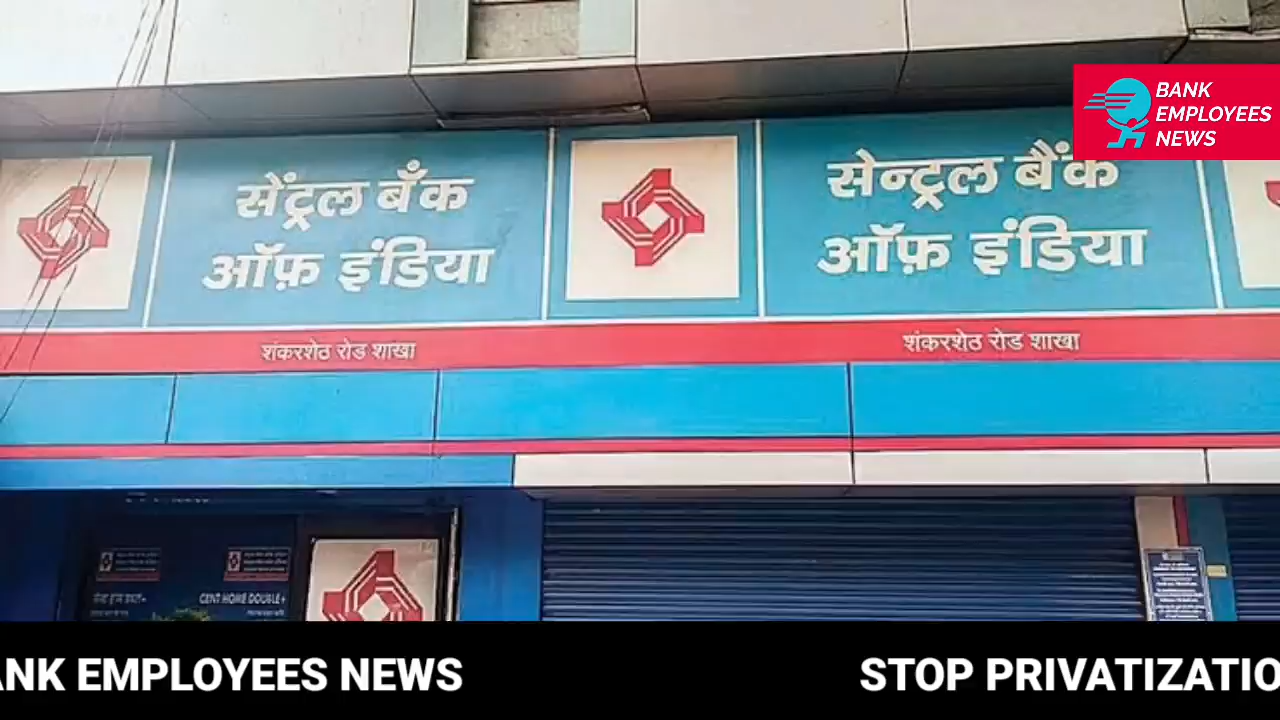 BANK
EMPLOYEES
NEWS
सेंट्रल बँक
ऑफ़ इंडिया
सेन्ट्रल बैंक
ऑफ़ इंडिया
शंकरशेठ रोड शाखा
शंकरशेठ रोड शाखा
CENT HOME DOUBLE+
ANK EMPLOYEES NEWS
STOP PRIVATIZATIO